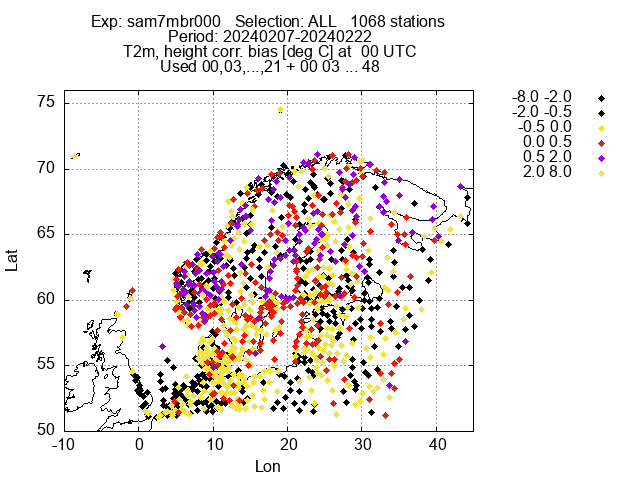 Exp: sam7mbr000 Selection: ALL 1068 stations
Period: 20240207-20240222
T2m, height corr. bias [deg C] at 00 UTC
Used 00,03,...,21 + 00 03 ... 48
-8.0 -2.0
-2.0 -0.5
-0.5 0.0
0.0 0.5
0.5 2.0
2.0 8.0
75
70
65
60
55
50
Lat
-10 0 10 20 30 40
Lon